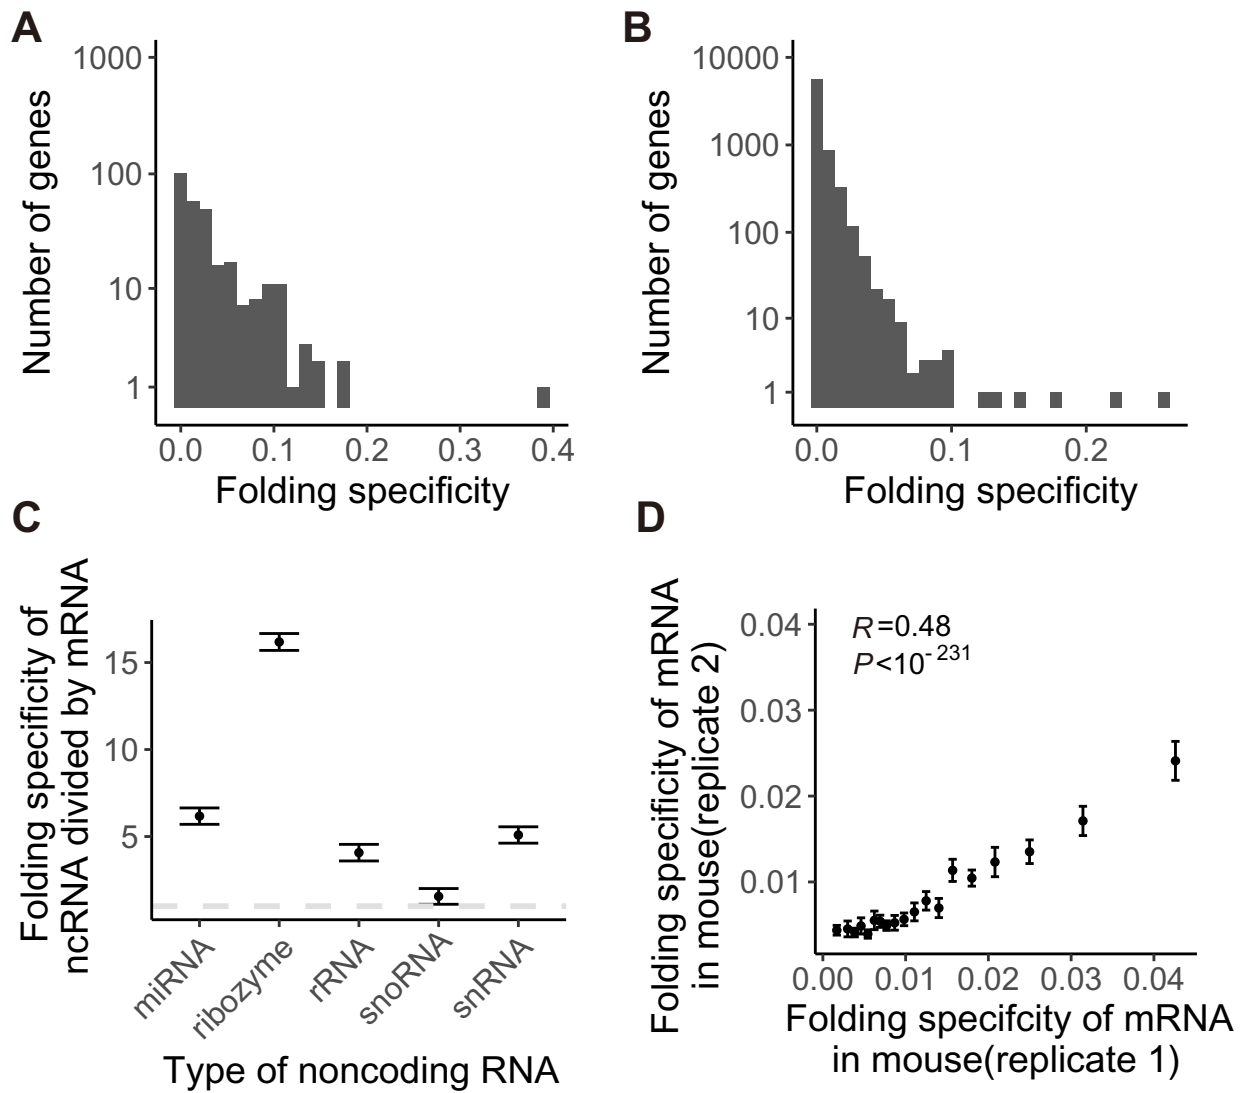 A
Number of genes
1000
100
10
1
0.0 0.1 0.2 0.3 0.4
Folding specificity
B
Number of genes
10000
1000
100
10
1
0.0 0.1 0.2
Folding specificity
C
Folding specificity of
ncRNA divided by mRNA
15
10
5
miRNA ribozyme rRNA snoRNA snRNA
Type of noncoding RNA
D
Folding specificity of mRNA
in mouse(replicate 2)
R=0.48
P<10-231
0.04
0.03
0.02
0.01
0.00 0.01 0.02 0.03 0.04
Folding specifcity of mRNA
in mouse(replicate 1)